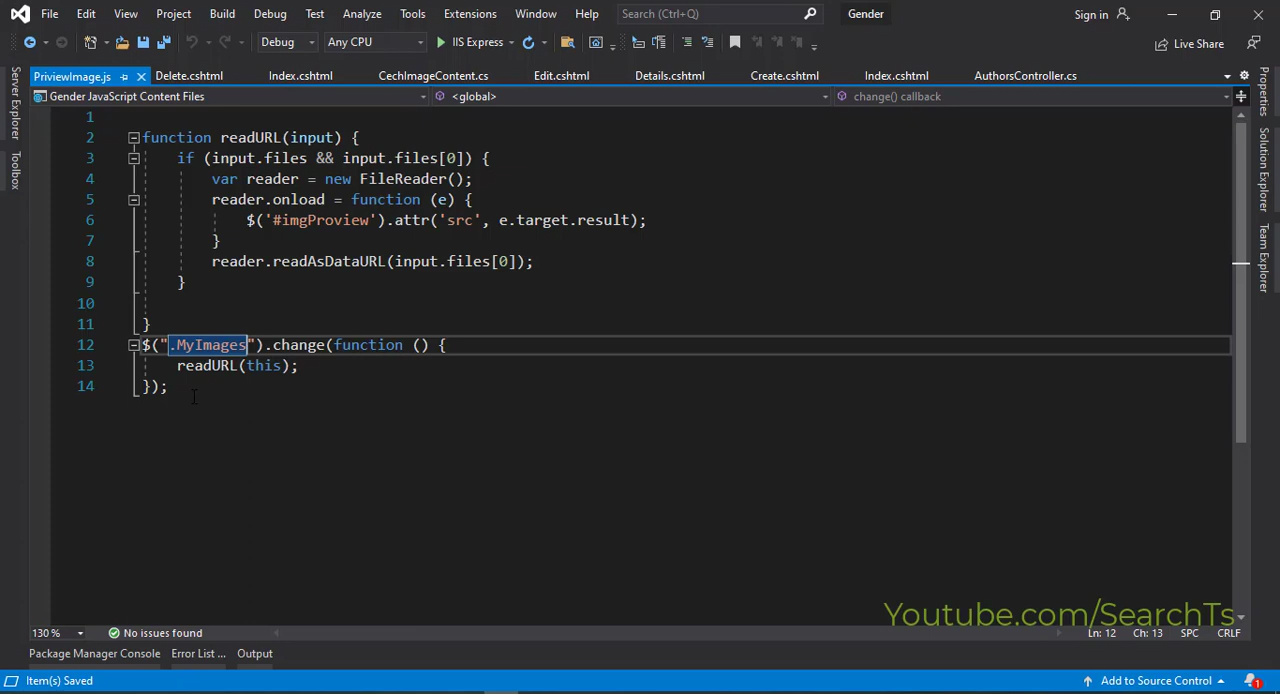 File Edit View Project Build Debug Test Analyze Tools Extensions Window Help Search (Ctrl+Q) Gender Sign in
Debug Any CPU IIS Express Live Share
PriviewImage.js Delete.cshtml Index.cshtml CechImageContent.cs Edit.cshtml Details.cshtml Create.cshtml Index.cshtml AuthorsController.cs
Gender JavaScript Content Files <global> change() callback
Server Explorer
Toolbox
Properties
Solution Explorer
Team Explorer
1
2 function readURL(input) {
3 if (input.files && input.files[0]) {
4 var reader = new FileReader();
5 reader.onload = function (e) {
6 $('#imgProview').attr('src', e.target.result);
7 }
8 reader.readAsDataURL(input.files[0]);
9 }
10
11 }
12 $(".MyImages").change(function () {
13 readURL(this);
14 });
Youtube.com/SearchTs
130 % No issues found Ln: 12 Ch: 13 SPC CRLF
Package Manager Console Error List ... Output
Item(s) Saved Add to Source Control 1